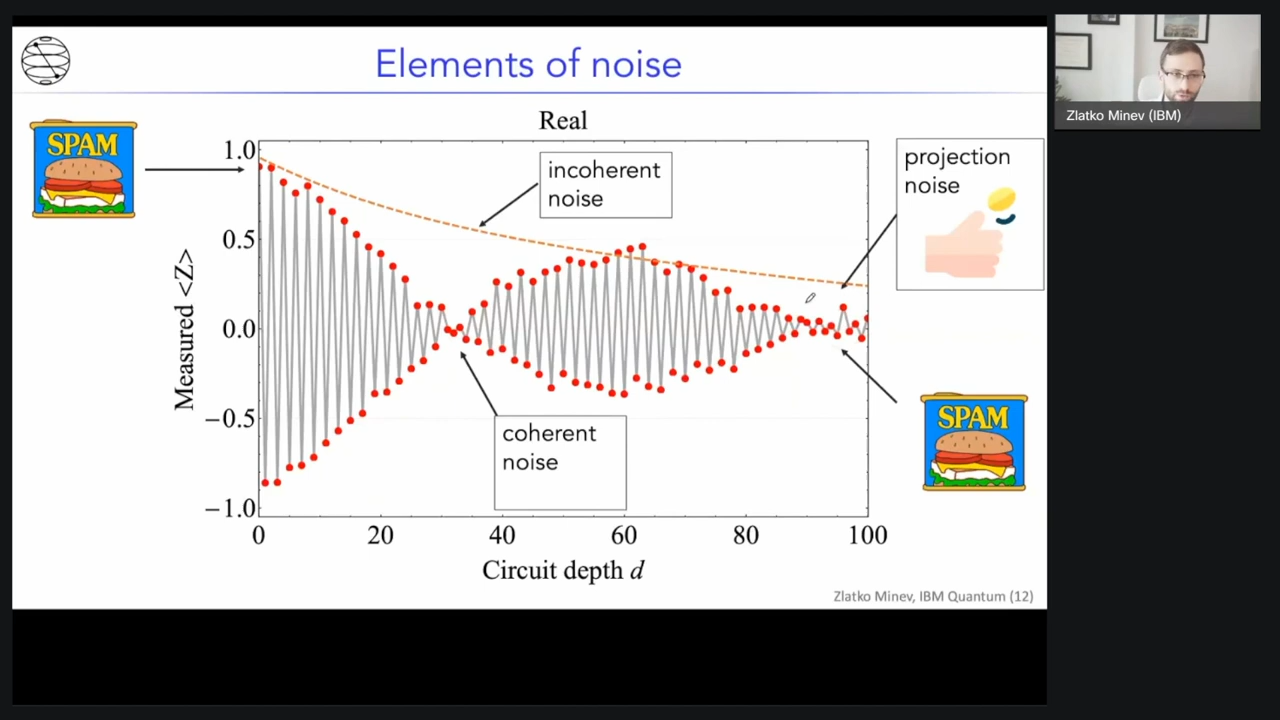 Elements of noise
SPAM
Real
Measured <Z>
1.0
0.5
0.0
−0.5
−1.0
0
20
40
60
80
100
Circuit depth d
incoherent
noise
coherent
noise
projection
noise
SPAM
Zlatko Minev, IBM Quantum (12)
Zlatko Minev (IBM)